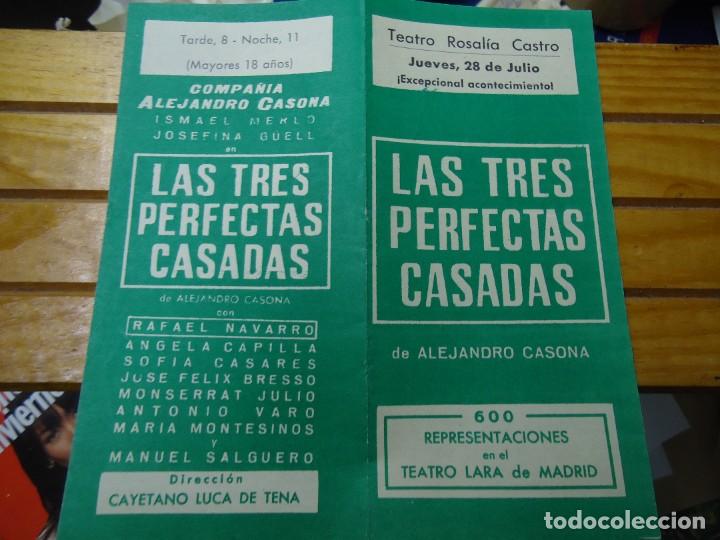 Tarde, 8 - Noche, 11
(Mayores 18 años)
COMPAÑIA
ALEJANDRO CASONA
ISMAEL MERLO
JOSEFINA GÜELL
en
LAS TRES
PERFECTAS
CASADAS
de ALEJANDRO CASONA
con
RAFAEL NAVARRO
ANGELA CAPILLA
SOFIA CASARES
JOSE FELIX BRESSO
MONSERRAT JULIO
ANTONIO VARO
MARIA MONTESINOS
Y
MANUEL SALGUERO
Dirección
CAYETANO LUCA DE TENA
Teatro Rosalía Castro
Jueves, 28 de Julio
¡Excepcional acontecimiento!
LAS TRES
PERFECTAS
CASADAS
de ALEJANDRO CASONA
600
REPRESENTACIONES
en el
TEATRO LARA de MADRID
todocoleccion.net